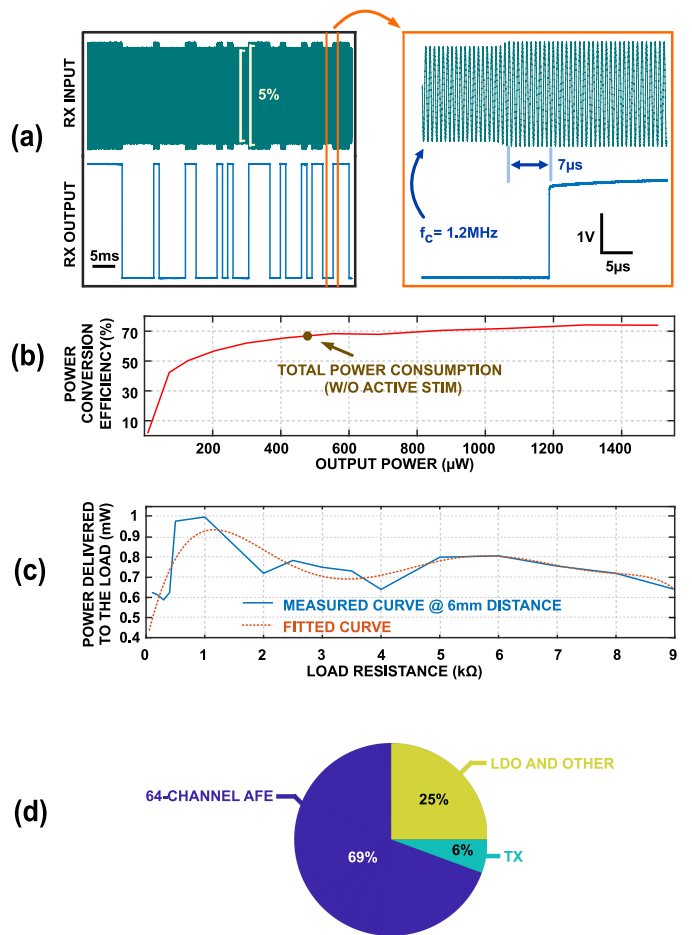 (a)
RX INPUT
5%
RX OUTPUT
5ms
7µs
fc= 1.2MHz
1V
5µs
(b)
POWER
CONVERSION
EFFICIENCY(%)
70
50
30
10
TOTAL POWER CONSUMPTION
(W/O ACTIVE STIM)
200 400 600 800 1000 1200 1400
OUTPUT POWER (µW)
(c)
POWER DELIVERED
TO THE LOAD (mW)
1
0.9
0.8
0.7
0.6
0.5
0.4
MEASURED CURVE @ 6mm DISTANCE
FITTED CURVE
0 1 2 3 4 5 6 7 8 9
LOAD RESISTANCE (kΩ)
(d)
LDO AND OTHER
64-CHANNEL AFE
25%
6%
TX
69%